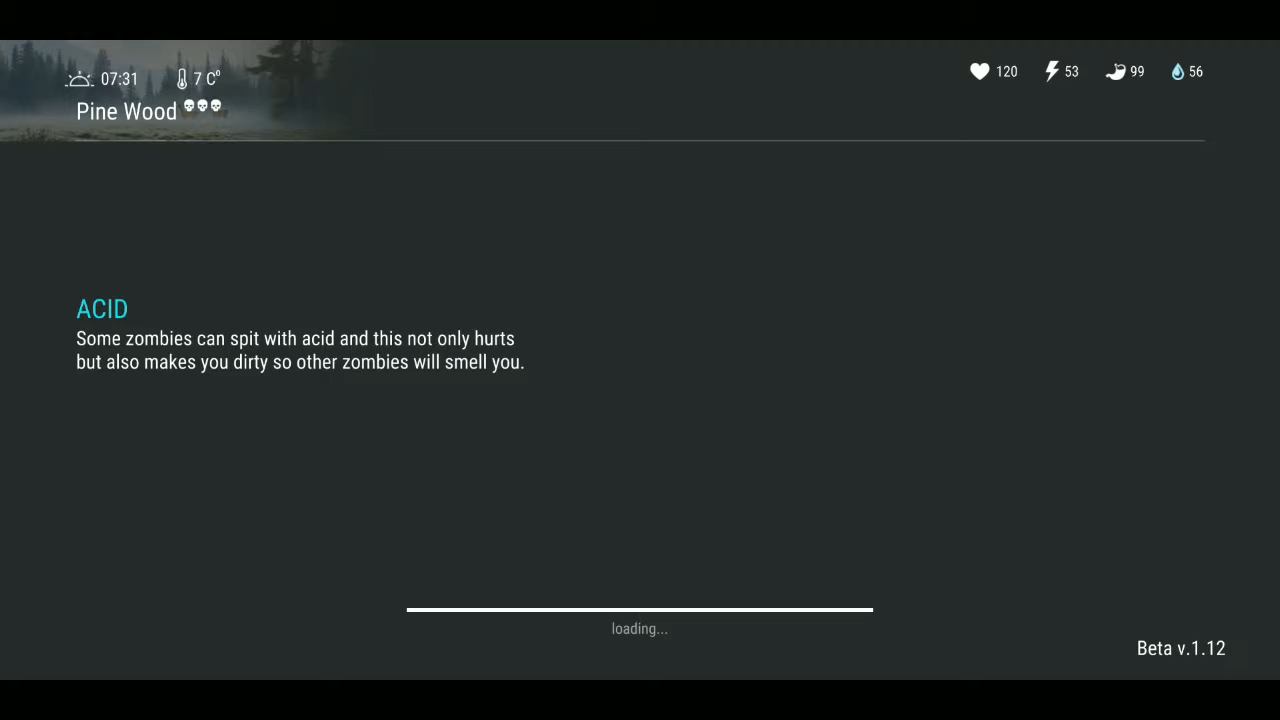 07:31 7 C⁰
120 53 99 56
Pine Wood
ACID
Some zombies can spit with acid and this not only hurts
but also makes you dirty so other zombies will smell you.
loading...
Beta v.1.12